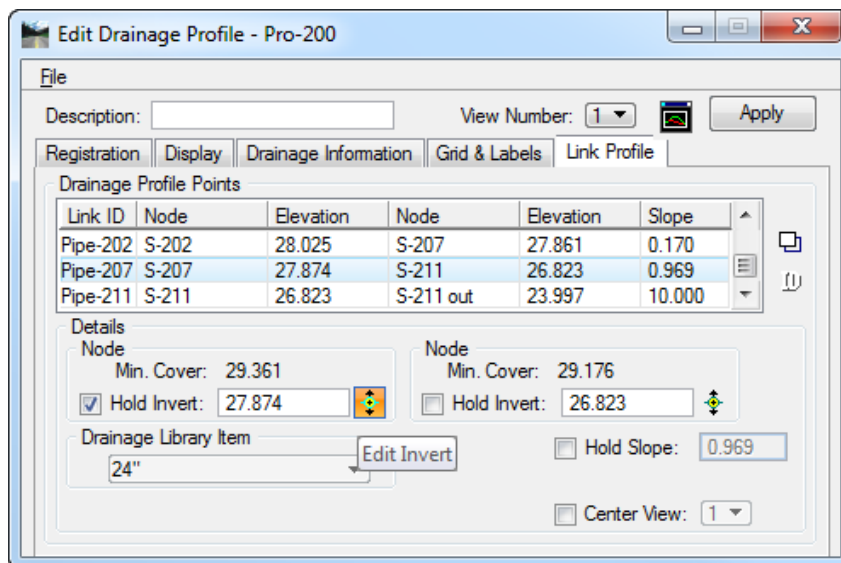 Edit Drainage Profile - Pro-200
File
Description: View Number: 1 Apply
Registration Display Drainage Information Grid & Labels Link Profile
Drainage Profile Points
Link ID Node Elevation Node Elevation Slope
Pipe-202 S-202 28.025 S-207 27.861 0.170
Pipe-207 S-207 27.874 S-211 26.823 0.969
Pipe-211 S-211 26.823 S-211 out 23.997 10.000
Details
Node Node
Min. Cover: 29.361 Min. Cover: 29.176
Hold Invert: 27.874 Hold Invert: 26.823
Drainage Library Item Hold Slope: 0.969
24" Edit Invert
Center View: 1